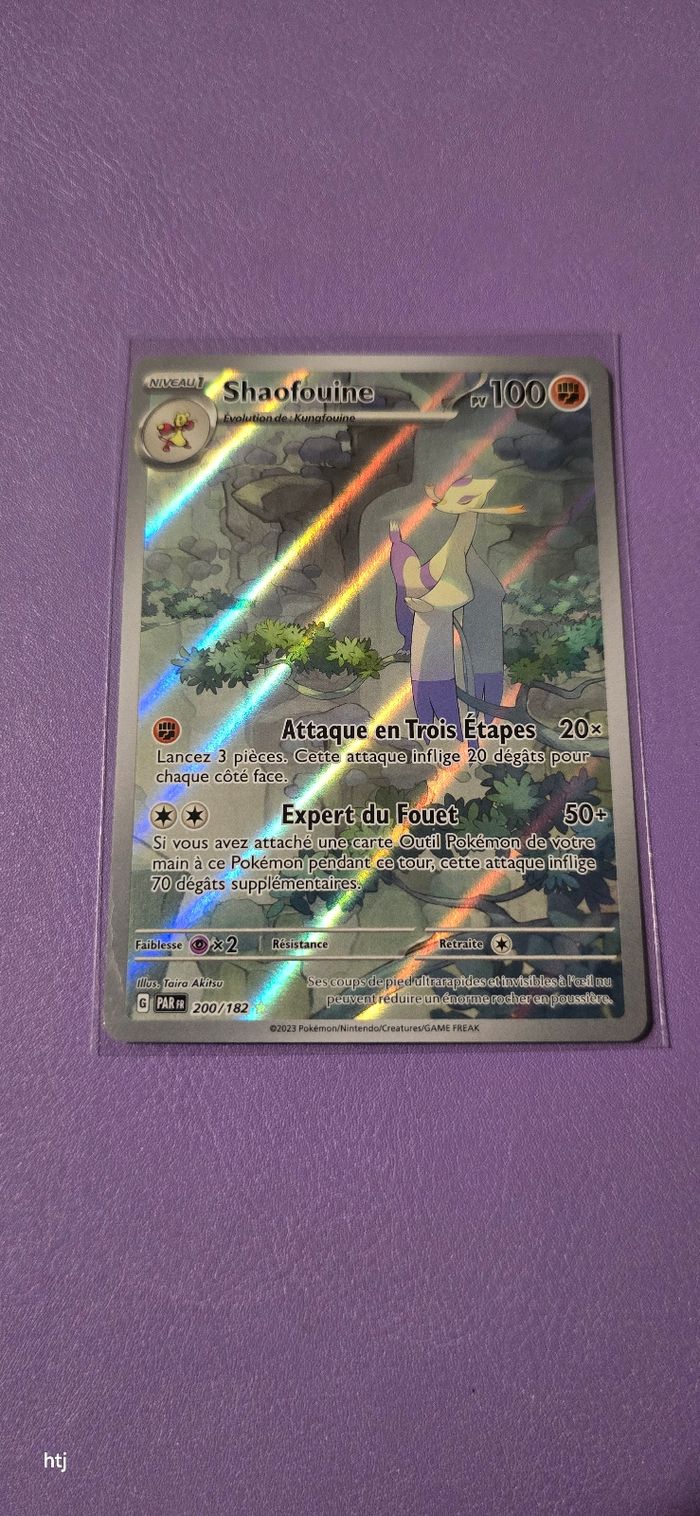 NIVEAU 1 Shaofouine PV 100
Évolution de : Kungfouine
Attaque en Trois Étapes 20×
Lancez 3 pièces. Cette attaque inflige 20 dégâts pour
chaque côté face.
Expert du Fouet 50+
Si vous avez attaché une carte Outil Pokémon de votre
main à ce Pokémon pendant ce tour, cette attaque inflige
70 dégâts supplémentaires.
Faiblesse ×2 Résistance Retraite
Illus. Taira Akitsu
Ses coups de pied ultrarapides et invisibles à l'œil nu
peuvent réduire un énorme rocher en poussière.
G PAR FR 200/182
©2023 Pokémon/Nintendo/Creatures/GAME FREAK
htj